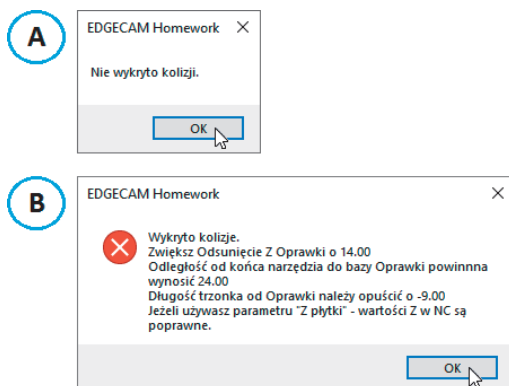 A
EDGECAM Homework
Nie wykryto kolizji.
OK
B
EDGECAM Homework
Wykryto kolizje.
Zwiększ Odsunięcie Z Oprawki o 14.00
Odległość od końca narzędzia do bazy Oprawki powinnna
wynosić 24.00
Długość trzonka od Oprawki należy opuścić o -9.00
Jeżeli używasz parametru "Z płytki" - wartości Z w NC są
poprawne.
OK